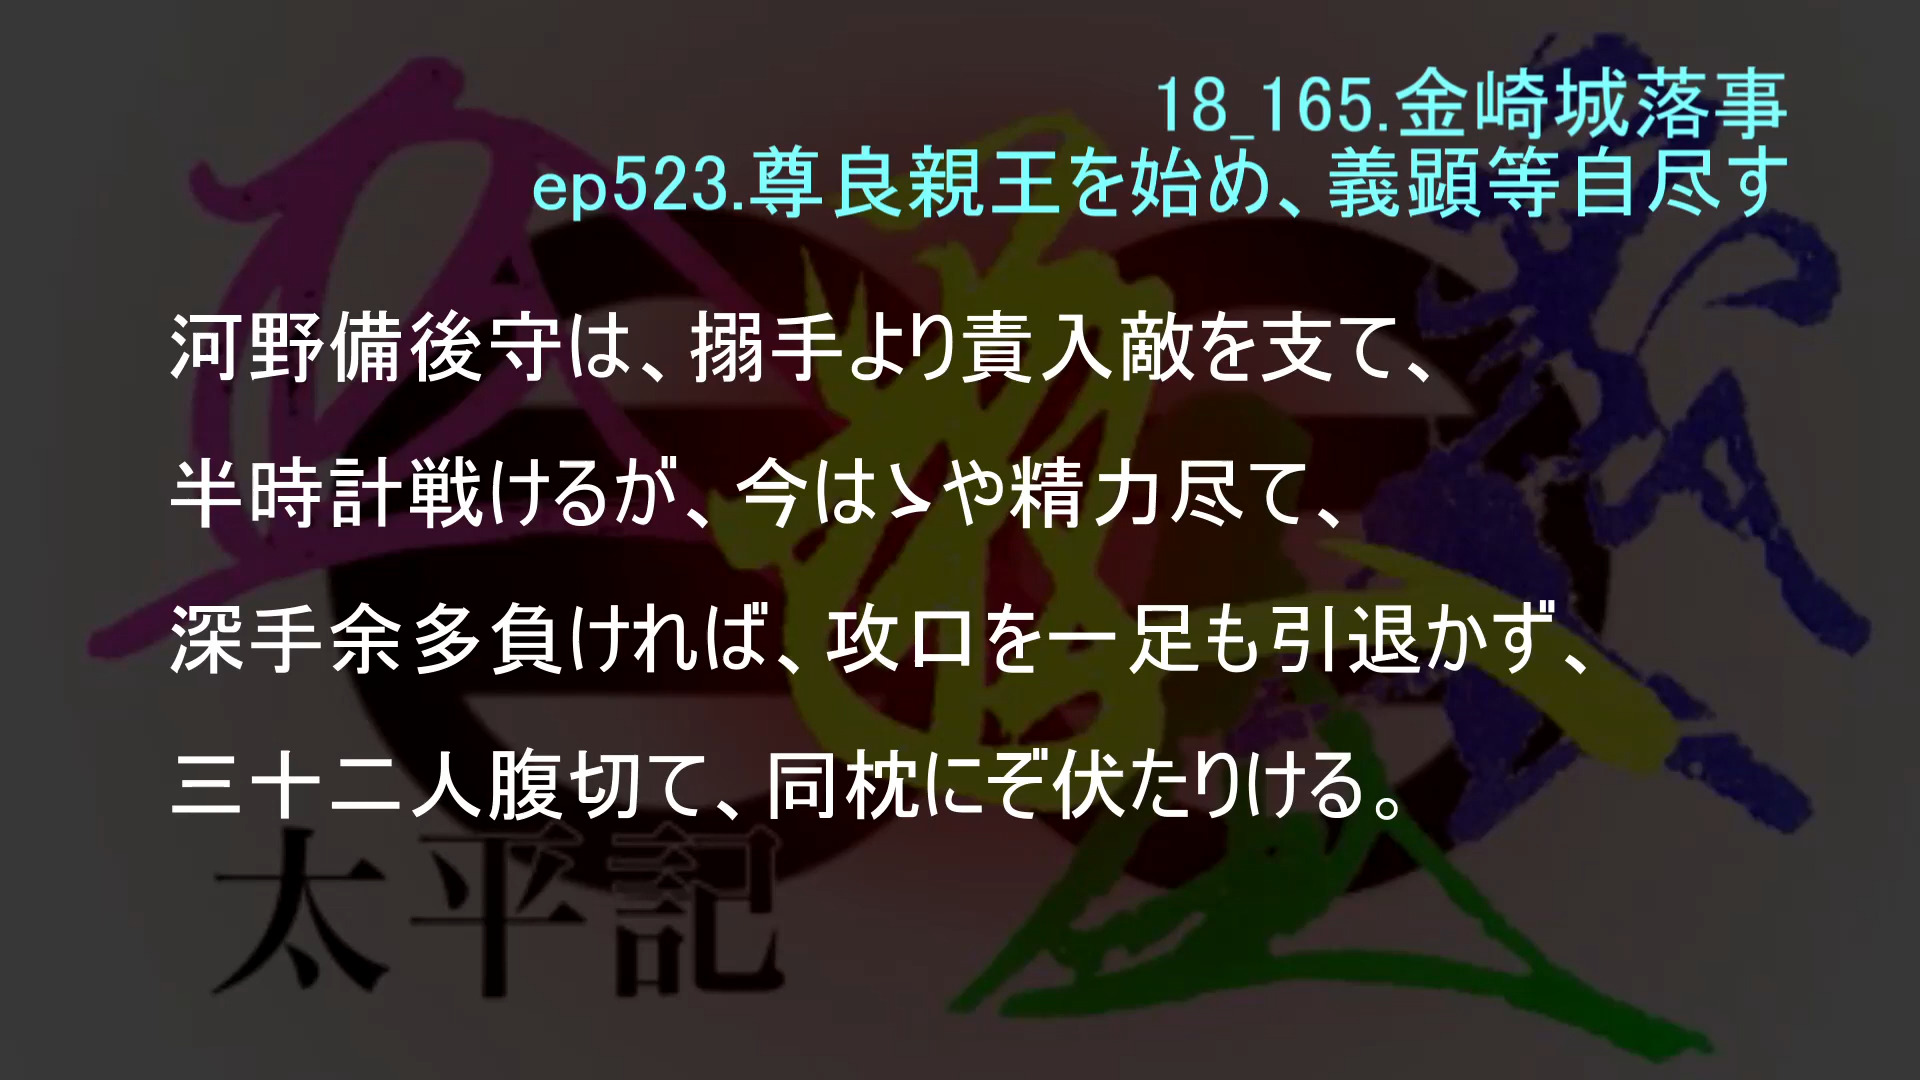 18_165.金崎城落事
ep523.尊良親王を始め、義顕等自尽す
河野備後守は、搦手より責入敵を支て、
半時計戦けるが、今はゝや精力尽て、
深手余多負ければ、攻口を一足も引退かず、
三十二人腹切て、同枕にぞ伏たりける。
太平記